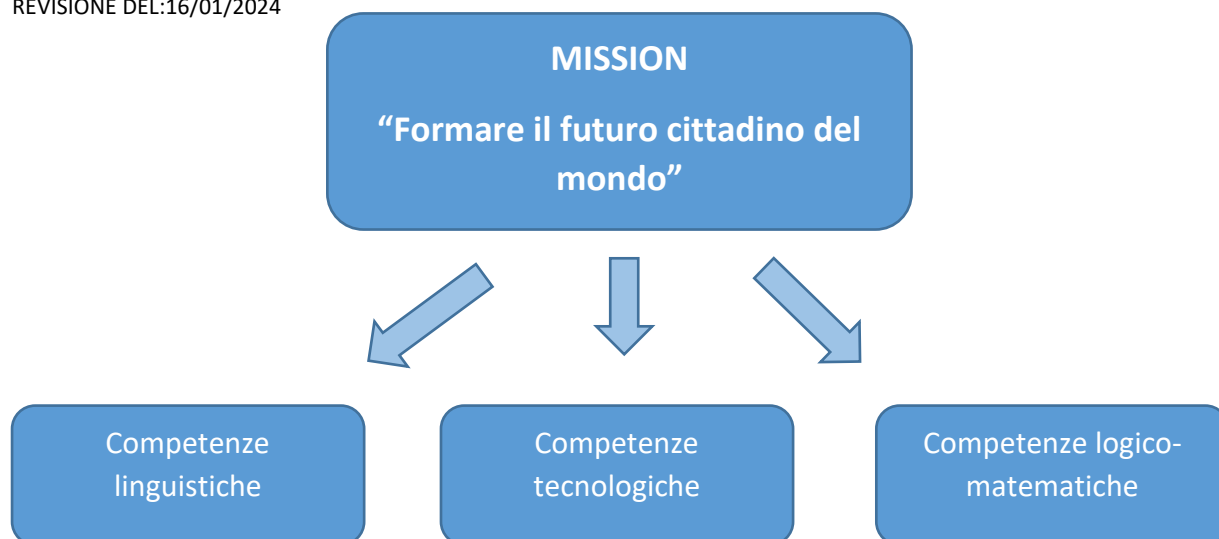 REVISIONE DEL:16/01/2024
MISSION
“Formare il futuro cittadino del
mondo”
Competenze
linguistiche
Competenze
tecnologiche
Competenze logico-
matematiche